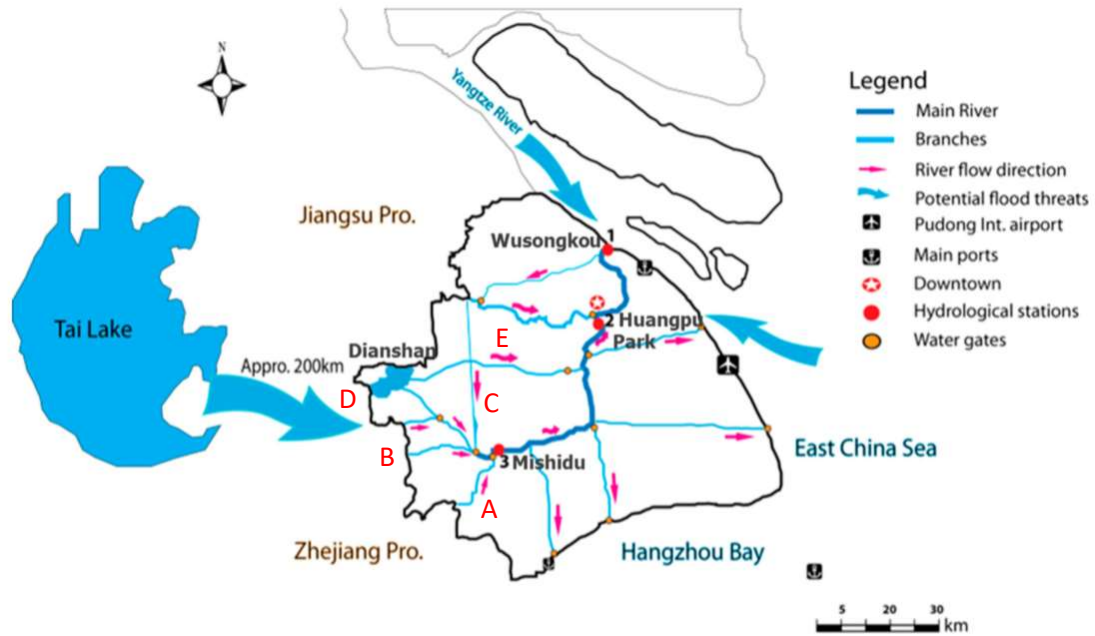 N
Yangtze River
Legend
Main River
Branches
River flow direction
Potential flood threats
Pudong Int. airport
Main ports
Downtown
Hydrological stations
Water gates
Jiangsu Pro.
Wusongkou
1
Tai Lake
2 Huangpu
Park
E
Dianshan
Appro. 200km
D
C
B
3 Mishidu
A
East China Sea
Zhejiang Pro.
Hangzhou Bay
5 20 30
km